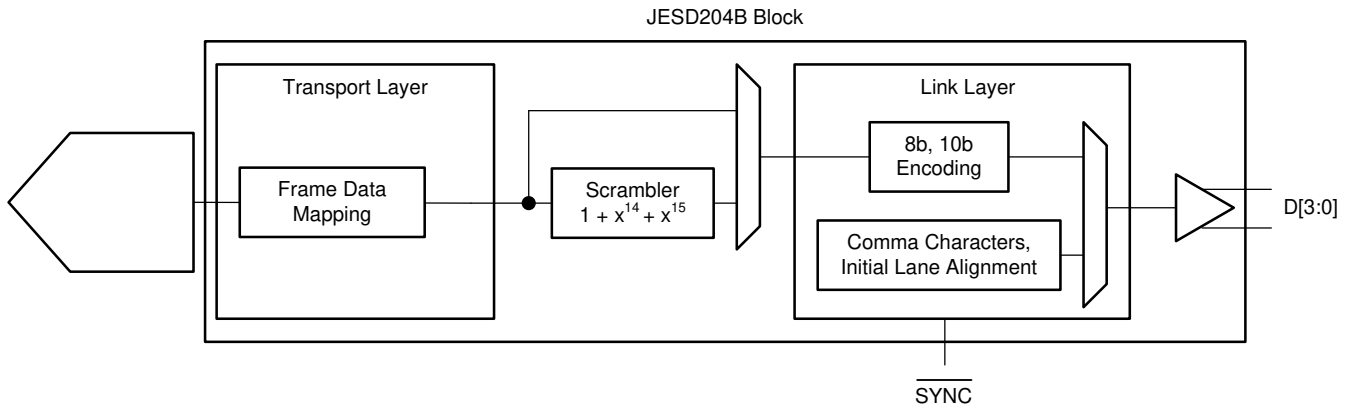 JESD204B Block
Transport Layer
Frame Data
Mapping
Scrambler
1 + x¹⁴ + x¹⁵
Link Layer
8b, 10b
Encoding
Comma Characters,
Initial Lane Alignment
D[3:0]
S̅Y̅N̅C̅